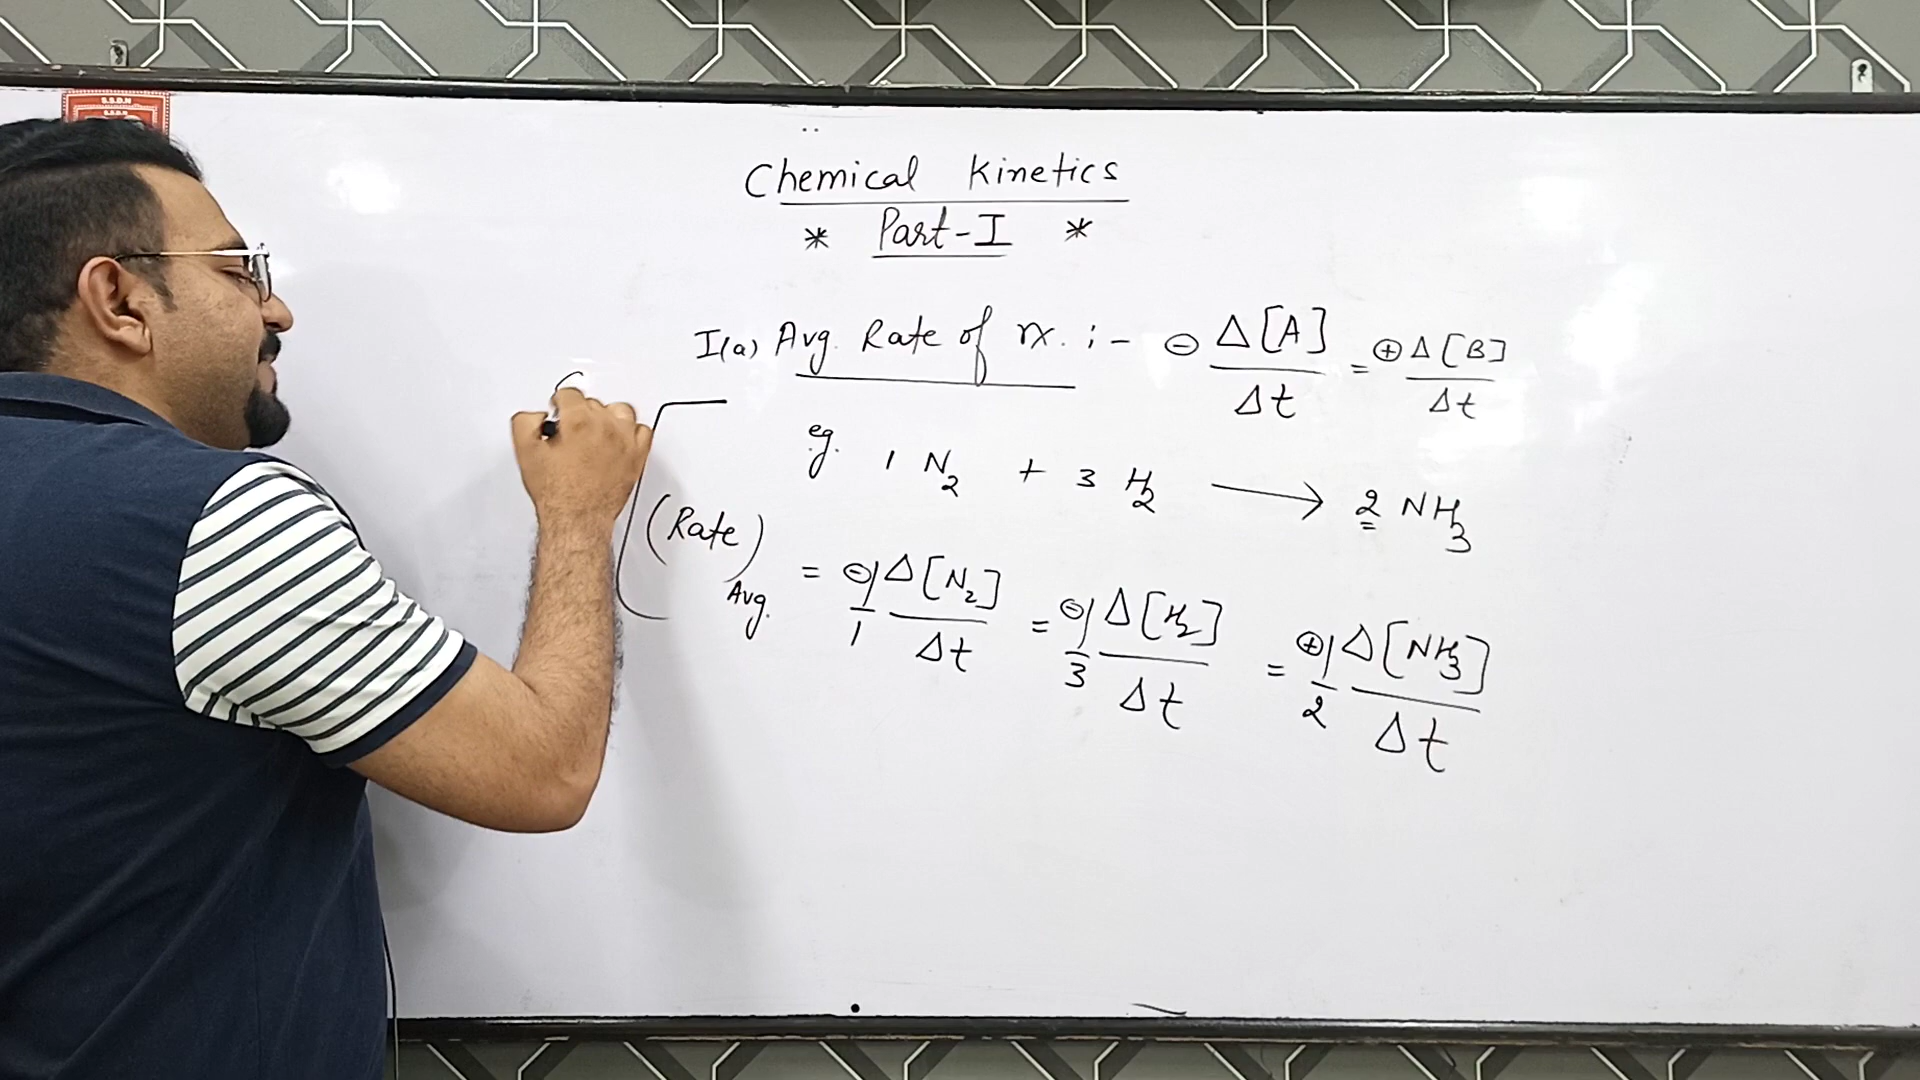 S.S.D.N
S.S.D.N
Chemical Kinetics
* Part-I *
I(a) Avg. Rate of rx. :- ⊖ Δ[A]/Δt = ⊕ Δ[B]/Δt
eg. 1 N₂ + 3 H₂ ⟶ 2 NH₃
(Rate)Avg. = ⊖ 1/1 Δ[N₂]/Δt = ⊖ 1/3 Δ[H₂]/Δt = ⊕ 1/2 Δ[NH₃]/Δt